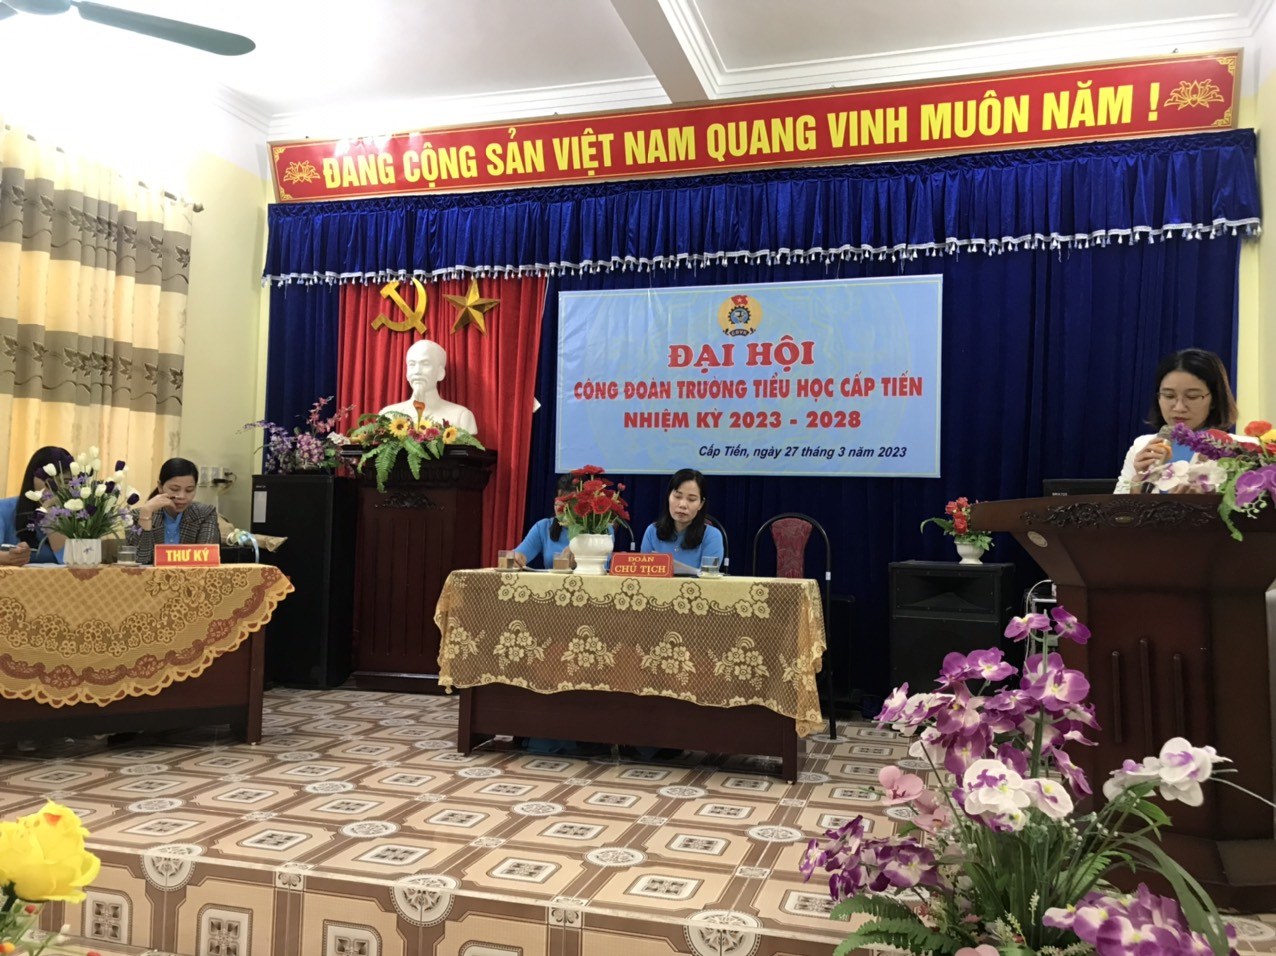 ĐẢNG CỘNG SẢN VIỆT NAM QUANG VINH MUÔN NĂM !
ĐẠI HỘI
CÔNG ĐOÀN TRƯỜNG TIỂU HỌC CẤP TIẾN
NHIỆM KỲ 2023 - 2028
Cấp Tiến, ngày 27 tháng 3 năm 2023
THƯ KÝ
ĐOÀN
CHỦ TỊCH